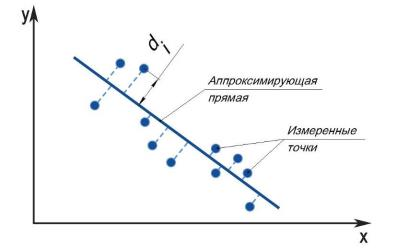 y
d i
Аппроксимирующая
прямая
Измеренные
точки
x